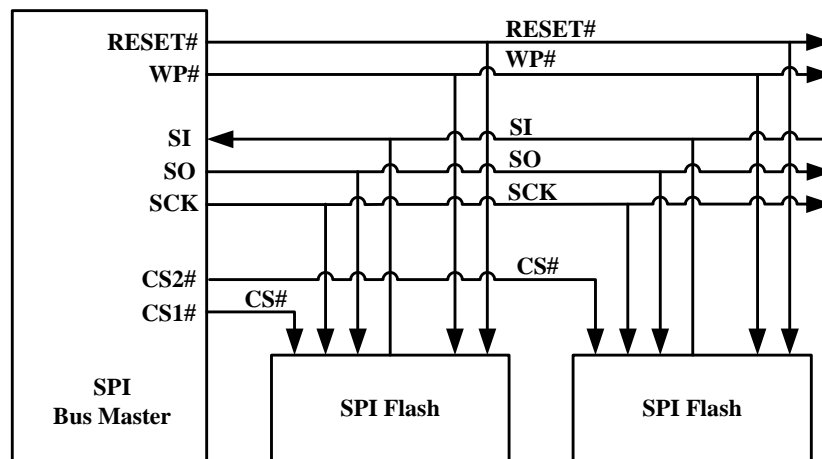 RESET# RESET#
WP# WP#
SI SI
SO SO
SCK SCK
CS2# CS#
CS1# CS#
SPI
Bus Master
SPI Flash SPI Flash